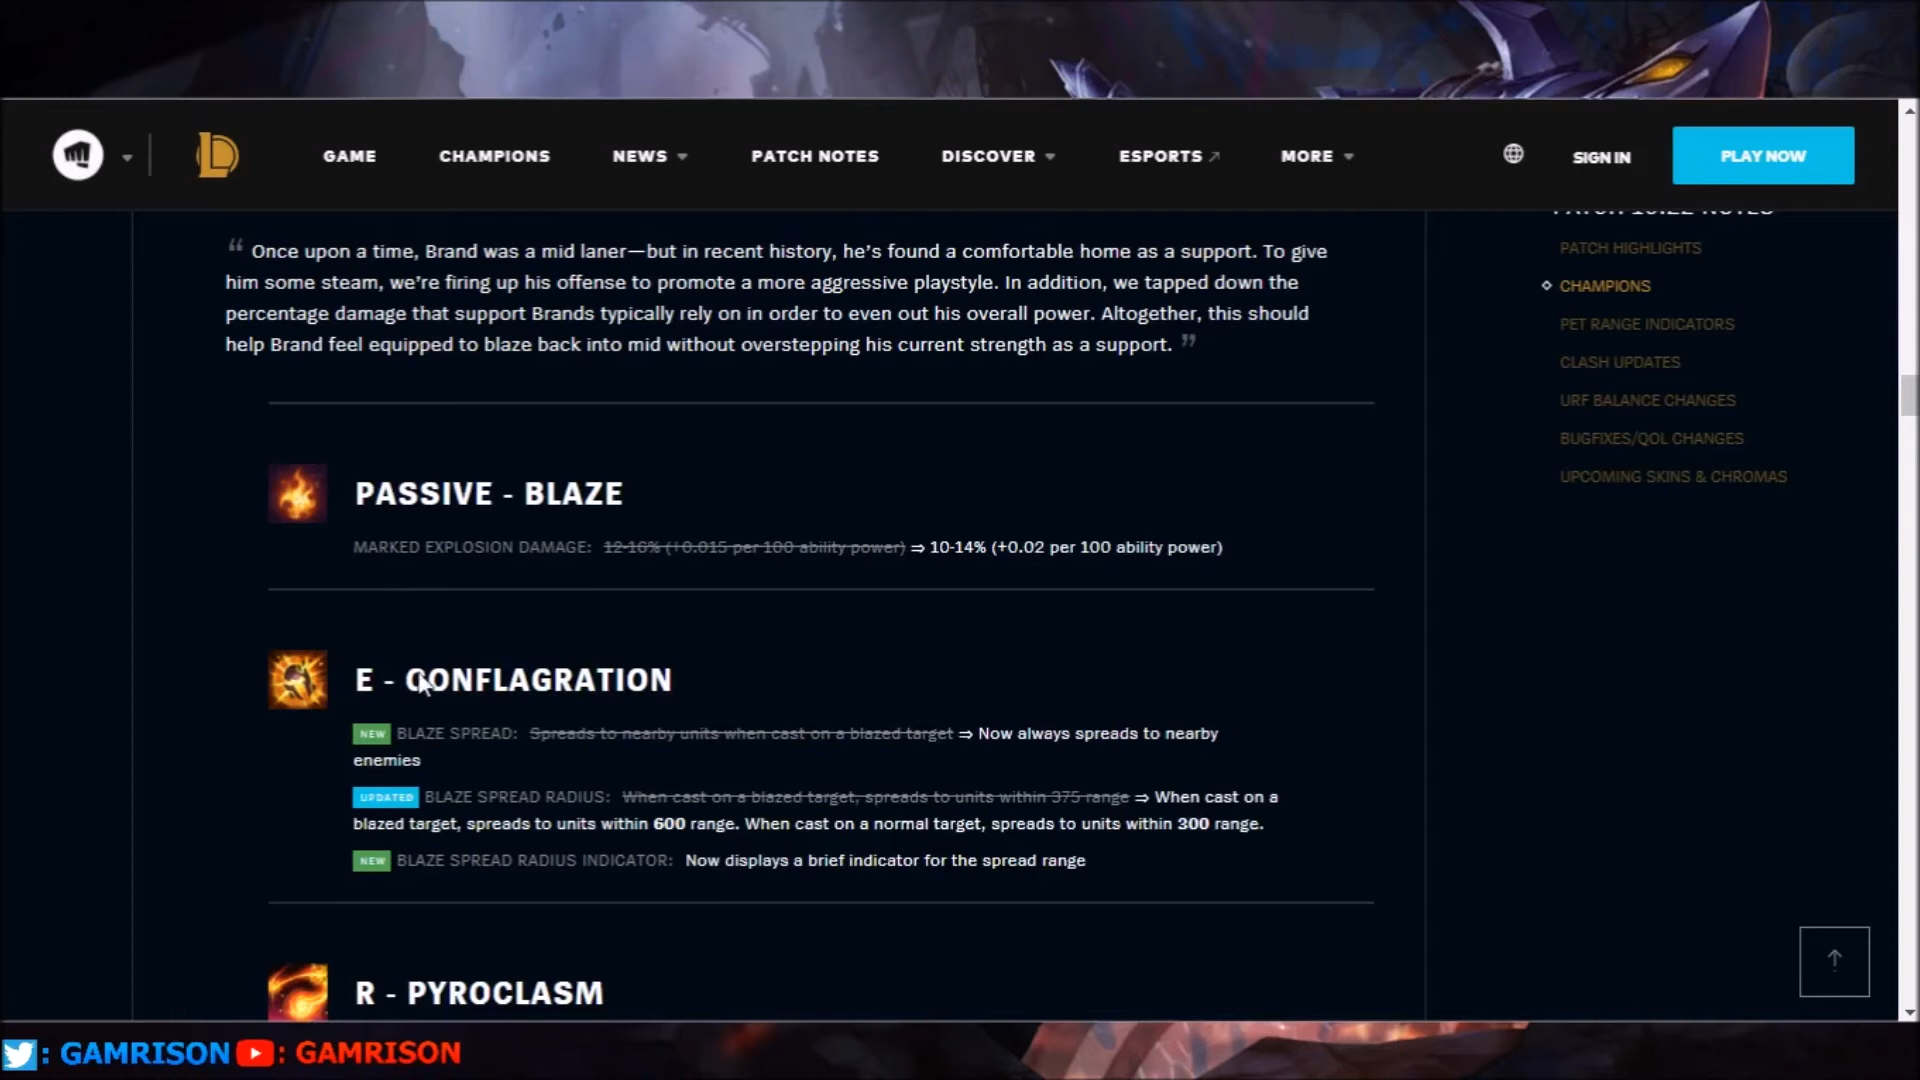 GAME
CHAMPIONS
NEWS
PATCH NOTES
DISCOVER
ESPORTS
MORE
SIGN IN
PLAY NOW
“ Once upon a time, Brand was a mid laner—but in recent history, he's found a comfortable home as a support. To give
him some steam, we're firing up his offense to promote a more aggressive playstyle. In addition, we tapped down the
percentage damage that support Brands typically rely on in order to even out his overall power. Altogether, this should
help Brand feel equipped to blaze back into mid without overstepping his current strength as a support. ”
PASSIVE - BLAZE
MARKED EXPLOSION DAMAGE: 12-16% (+0.015 per 100 ability power) ⇒ 10-14% (+0.02 per 100 ability power)
E - CONFLAGRATION
NEW BLAZE SPREAD: Spreads to nearby units when cast on a blazed target ⇒ Now always spreads to nearby
enemies
UPDATED BLAZE SPREAD RADIUS: When cast on a blazed target, spreads to units within 375 range ⇒ When cast on a
blazed target, spreads to units within 600 range. When cast on a normal target, spreads to units within 300 range.
NEW BLAZE SPREAD RADIUS INDICATOR: Now displays a brief indicator for the spread range
R - PYROCLASM
PATCH 10.22 NOTES
PATCH HIGHLIGHTS
CHAMPIONS
PET RANGE INDICATORS
CLASH UPDATES
URF BALANCE CHANGES
BUGFIXES/QOL CHANGES
UPCOMING SKINS & CHROMAS
: GAMRISON : GAMRISON